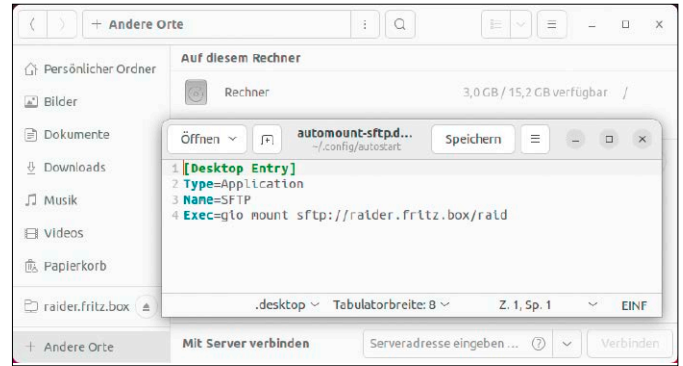 + Andere Orte
Auf diesem Rechner
Persönlicher Ordner
Rechner
3,0 GB / 15,2 GB verfügbar /
Bilder
Dokumente
Downloads
Musik
Videos
Papierkorb
raider.fritz.box
+ Andere Orte
Öffnen
automount-sftp.d...
~/.config/autostart
Speichern
1 [Desktop Entry]
2 Type=Application
3 Name=SFTP
4 Exec=gio mount sftp://raider.fritz.box/raid
.desktop Tabulatorbreite: 8 Z. 1, Sp. 1 EINF
Mit Server verbinden
Serveradresse eingeben ...
Verbinden